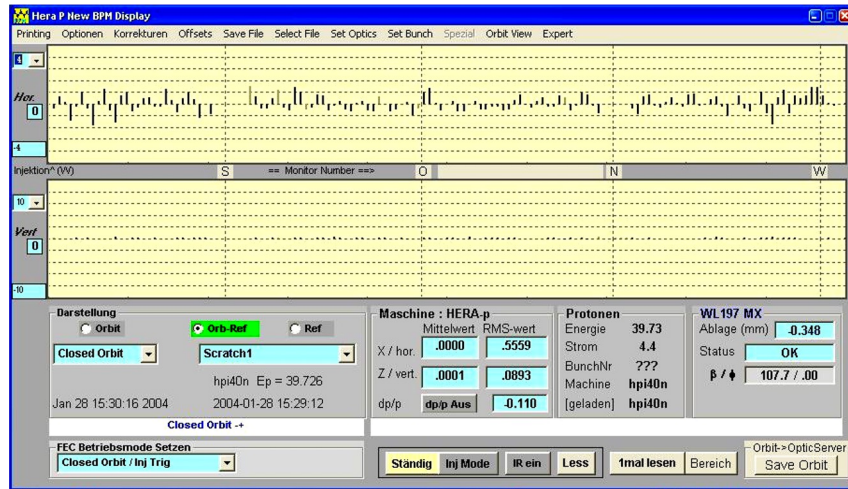 Hera P New BPM Display
Printing Optionen Korrekturen Offsets Save File Select File Set Optics Set Bunch Spezial Orbit View Expert
4
Hor.
0
-4
Injektion^ (W) S == Monitor Number ==> O N W
10
Vert
0
-10
Darstellung
Orbit Orb-Ref Ref
Closed Orbit Scratch1
hpi40n Ep = 39.726
Jan 28 15:30:16 2004 2004-01-28 15:29:12
Closed Orbit -+
Maschine : HERA-p
Mittelwert RMS-wert
X / hor. .0000 .5559
Z / vert. .0001 .0893
dp/p dp/p Aus -0.110
Protonen
Energie 39.73
Strom 4.4
BunchNr ???
Machine hpi40n
[geladen] hpi40n
WL197 MX
Ablage (mm) -0.348
Status OK
β / ϕ 107.7 / .00
FEC Betriebsmode Setzen
Closed Orbit / Inj Trig
Ständig Inj Mode IR ein Less 1mal lesen Bereich
Orbit->OpticServer
Save Orbit